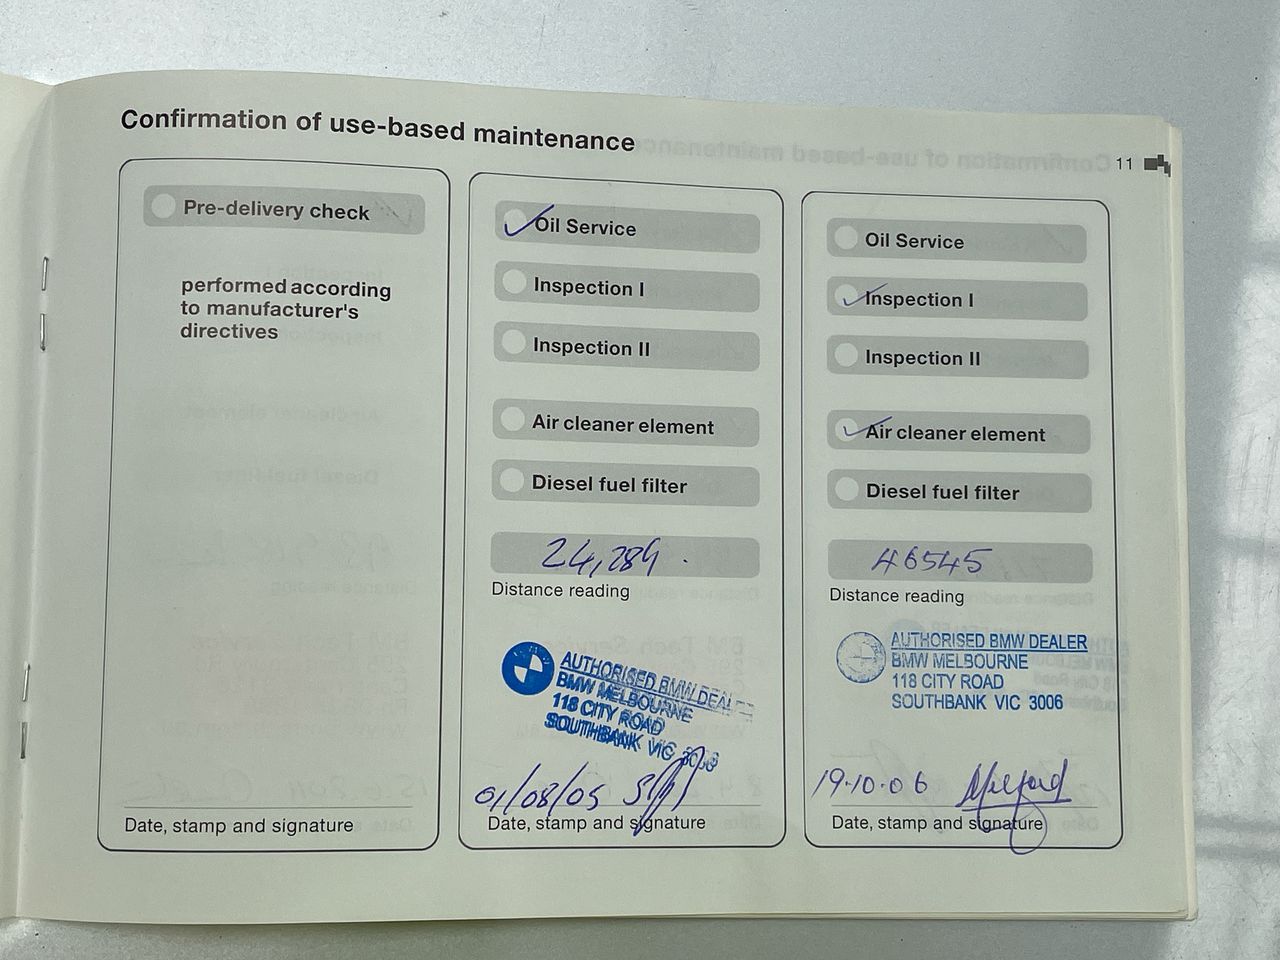 Confirmation of use-based maintenance
11
Pre-delivery check
performed according
to manufacturer's
directives
Date, stamp and signature
Oil Service
Inspection I
Inspection II
Air cleaner element
Diesel fuel filter
24,289.
Distance reading
AUTHORISED BMW DEALER
BMW MELBOURNE
118 CITY ROAD
SOUTHBANK VIC 3006
01/08/05
Date, stamp and signature
Oil Service
Inspection I
Inspection II
Air cleaner element
Diesel fuel filter
46545
Distance reading
AUTHORISED BMW DEALER
BMW MELBOURNE
118 CITY ROAD
SOUTHBANK VIC 3006
19.10.06
Date, stamp and signature